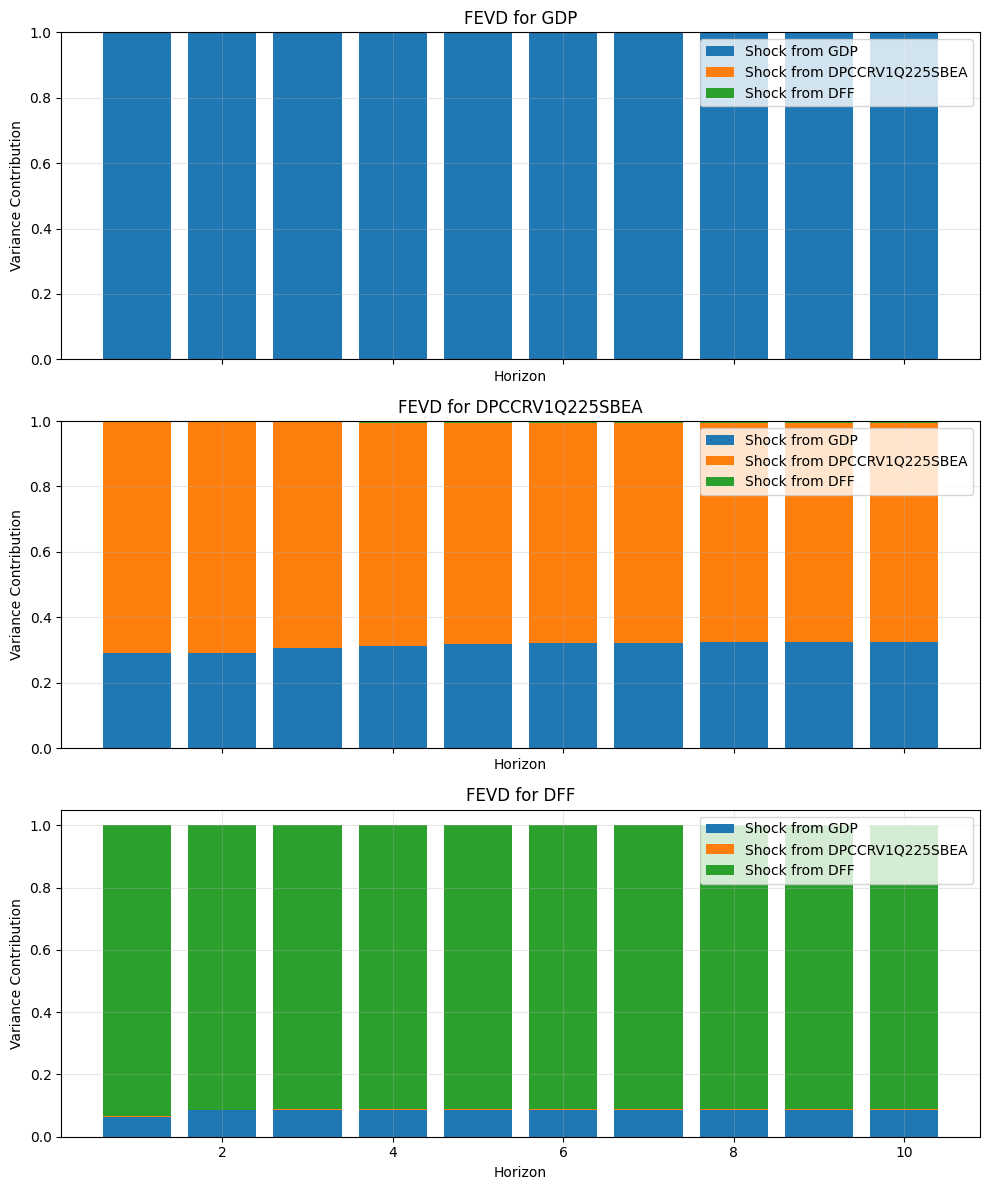 FEVD for GDP
1.0
0.8
0.6
0.4
0.2
0.0
Variance Contribution
Shock from GDP
Shock from DPCCRV1Q225SBEA
Shock from DFF
Horizon
FEVD for DPCCRV1Q225SBEA
1.0
0.8
0.6
0.4
0.2
0.0
Variance Contribution
Shock from GDP
Shock from DPCCRV1Q225SBEA
Shock from DFF
Horizon
FEVD for DFF
1.0
0.8
0.6
0.4
0.2
0.0
Variance Contribution
Shock from GDP
Shock from DPCCRV1Q225SBEA
Shock from DFF
2 4 6 8 10
Horizon